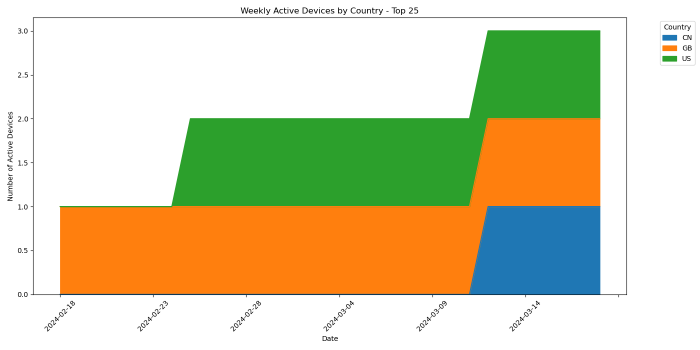 Weekly Active Devices by Country - Top 25
Country
CN
GB
US
Number of Active Devices
3.0
2.5
2.0
1.5
1.0
0.5
0.0
2024-02-18
2024-02-23
2024-02-28
2024-03-04
2024-03-09
2024-03-14
Date